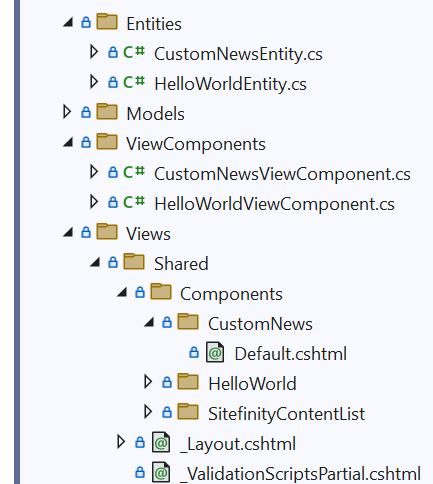 Entities
C# CustomNewsEntity.cs
C# HelloWorldEntity.cs
Models
ViewComponents
C# CustomNewsViewComponent.cs
C# HelloWorldViewComponent.cs
Views
Shared
Components
CustomNews
@ Default.cshtml
HelloWorld
SitefinityContentList
@ _Layout.cshtml
@ _ValidationScriptsPartial.cshtml